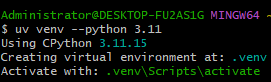 Administrator@DESKTOP-FU2AS1G MINGW64
$ uv venv --python 3.11
Using CPython 3.11.15
Creating virtual environment at: .venv
Activate with: .venv\Scripts\activate